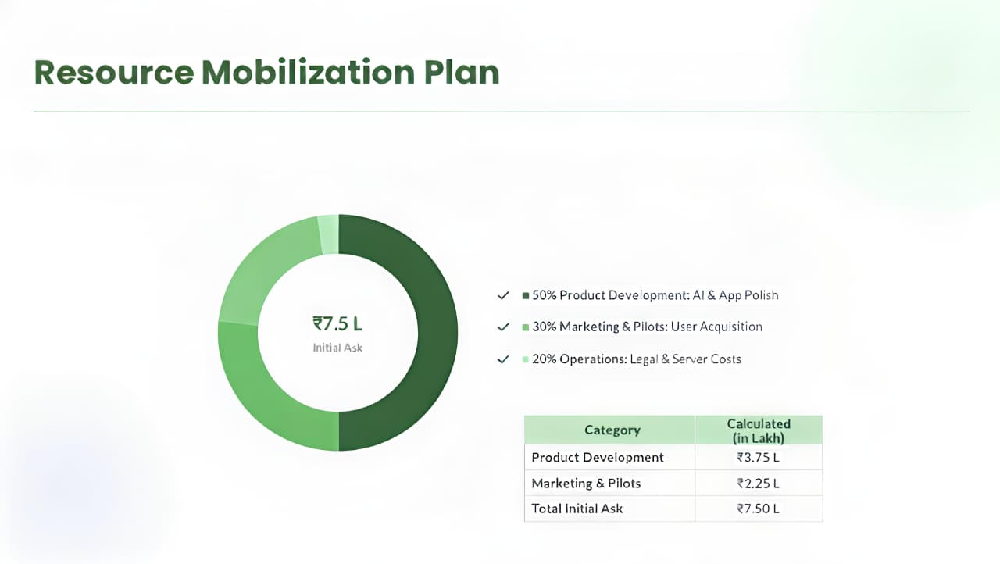 Resource Mobilization Plan
₹7.5 L
Initial Ask
50% Product Development: AI & App Polish
30% Marketing & Pilots: User Acquisition
20% Operations: Legal & Server Costs
Category Calculated
(in Lakh)
Product Development ₹3.75 L
Marketing & Pilots ₹2.25 L
Total Initial Ask ₹7.50 L